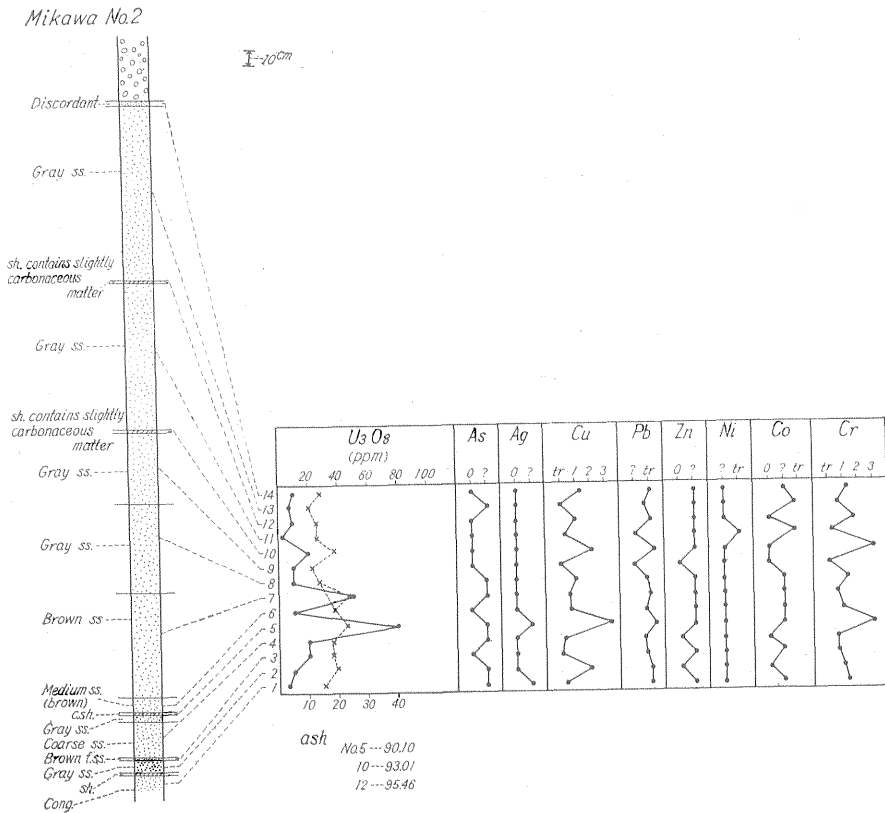 Mikawa No.2
10cm
Discordant
Gray ss.
sh. contains slightly
carbonaceous
matter
Gray ss.
sh. contains slightly
carbonaceous
matter
Gray ss.
Gray ss.
Brown ss
Medium ss.
(brown)
c.sh.
Gray ss.
Coarse ss.
Brown f.ss.
Gray ss.
sh.
Cong.
U3O8 As Ag Cu Pb Zn Ni Co Cr
(ppm)
20 40 60 80 100 0 ? 0 ? tr 1 2 3 ? tr 0 ? ? tr 0 ? tr tr 1 2 3
14
13
12
11
10
9
8
7
6
5
4
3
2
1
10 20 40
ash
No.5 --- 90.10
10 --- 93.01
12 --- 95.46